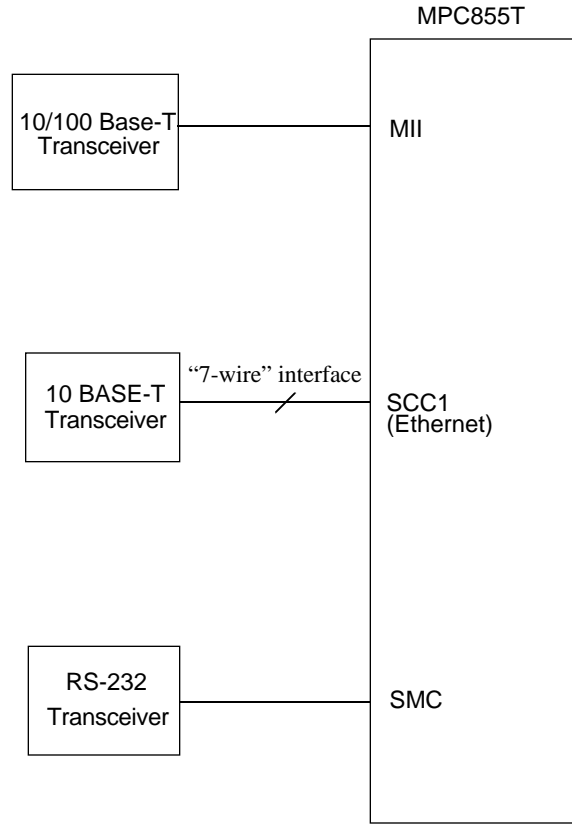 MPC855T
10/100 Base-T
Transceiver
MII
“7-wire” interface
10 BASE-T
Transceiver
SCC1
(Ethernet)
RS-232
Transceiver
SMC